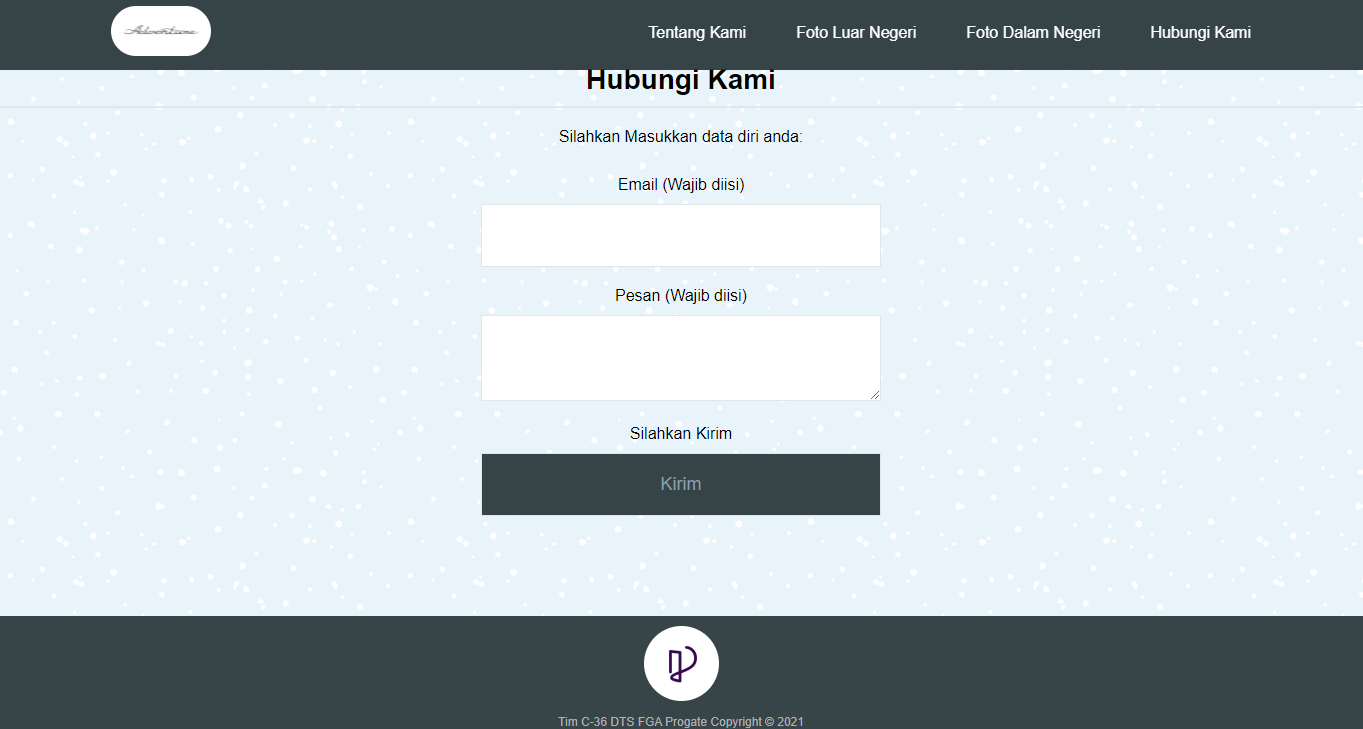 Adventure
Tentang Kami
Foto Luar Negeri
Foto Dalam Negeri
Hubungi Kami
Hubungi Kami
Silahkan Masukkan data diri anda:
Email (Wajib diisi)
Pesan (Wajib diisi)
Silahkan Kirim
Kirim
Tim C-36 DTS FGA Progate Copyright © 2021